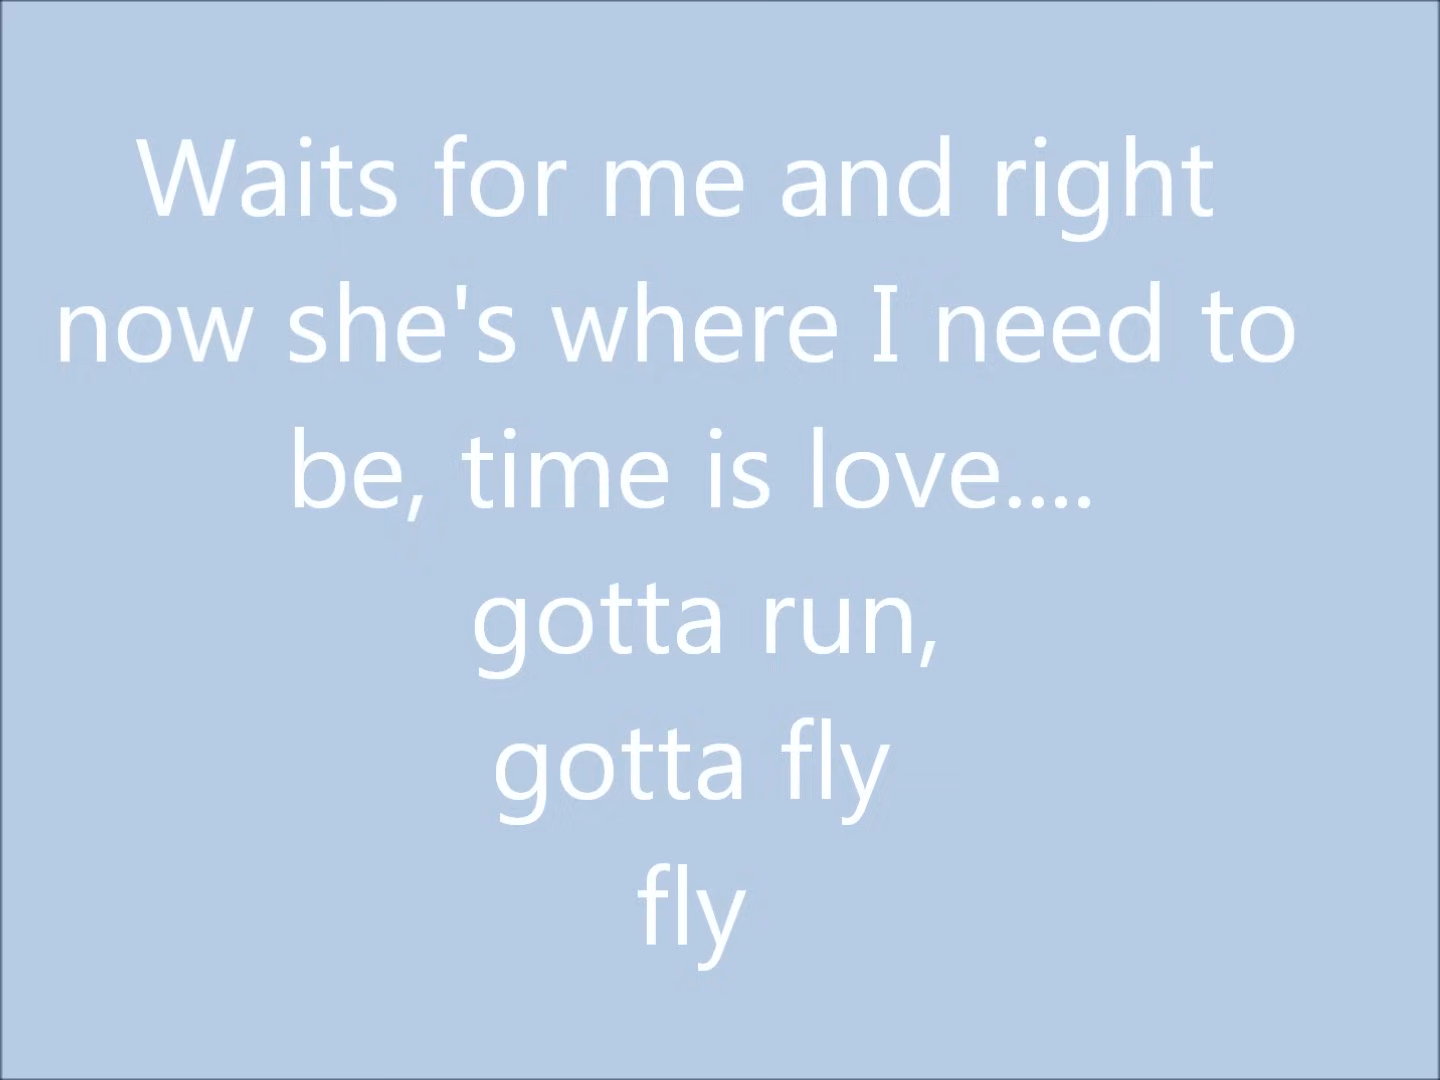 Waits for me and right
now she's where I need to
be, time is love....
gotta run,
gotta fly
fly